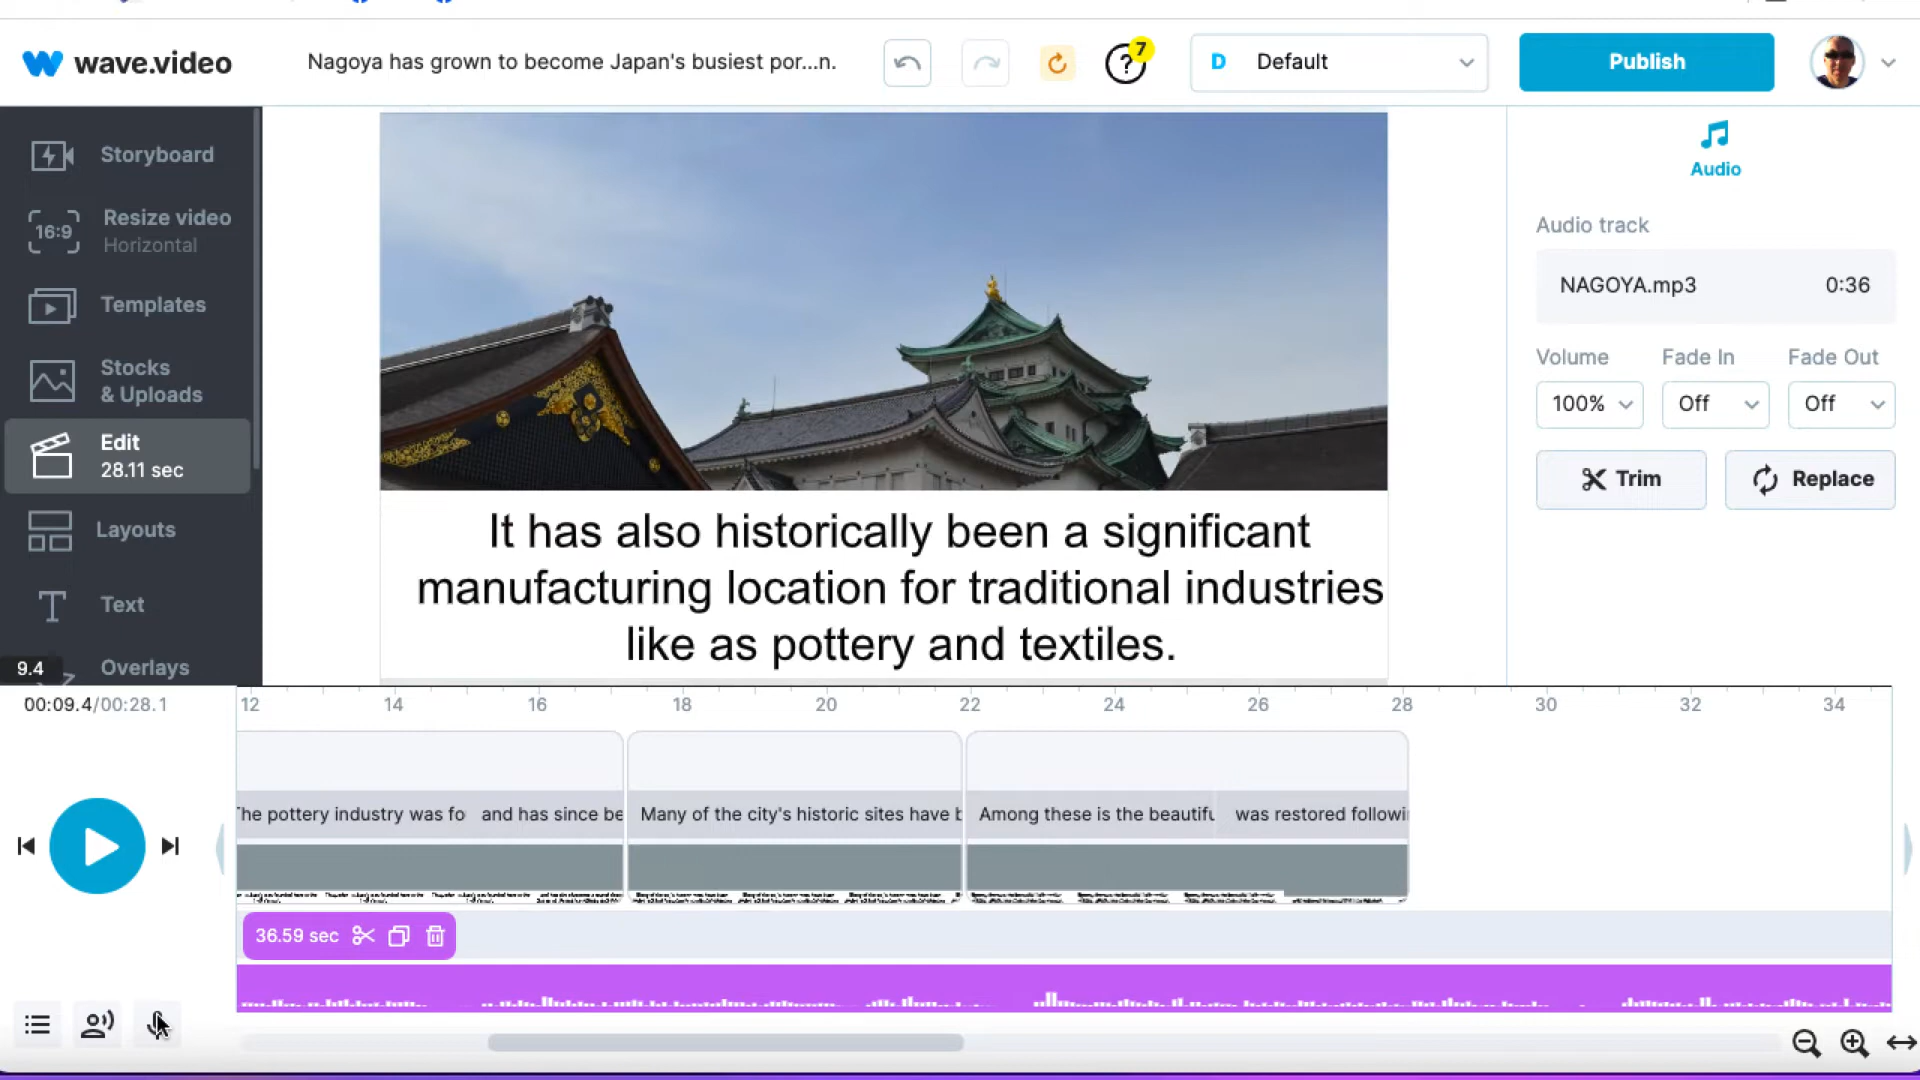 wave.video
Nagoya has grown to become Japan's busiest por...n.
7
?
D Default
Publish
Storyboard
16:9
Resize video
Horizontal
Templates
Stocks
& Uploads
Edit
28.11 sec
Layouts
Text
Overlays
9.4
It has also historically been a significant
manufacturing location for traditional industries
like as pottery and textiles.
Audio
Audio track
NAGOYA.mp3 0:36
Volume Fade In Fade Out
100% Off Off
Trim Replace
00:09.4/00:28.1
12 14 16 18 20 22 24 26 28 30 32 34
The pottery industry was fo and has since be Many of the city's historic sites have b Among these is the beautifu was restored followi
36.59 sec